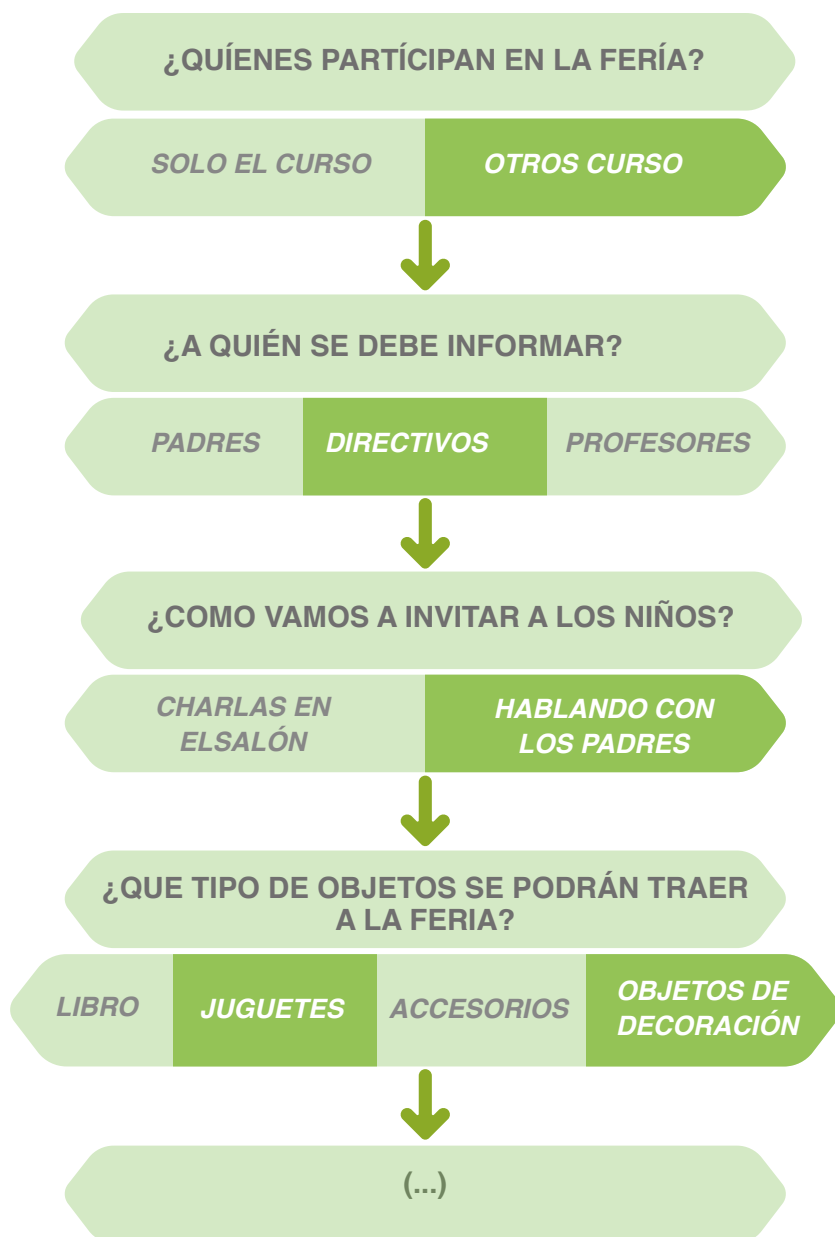 ¿QUÍENES PARTÍCIPAN EN LA FERÍA?
SOLO EL CURSO
OTROS CURSO
¿A QUIÉN SE DEBE INFORMAR?
PADRES
DIRECTIVOS
PROFESORES
¿COMO VAMOS A INVITAR A LOS NIÑOS?
CHARLAS EN
ELSALÓN
HABLANDO CON
LOS PADRES
¿QUE TIPO DE OBJETOS SE PODRÁN TRAER
A LA FERIA?
LIBRO
JUGUETES
ACCESORIOS
OBJETOS DE
DECORACIÓN
(...)